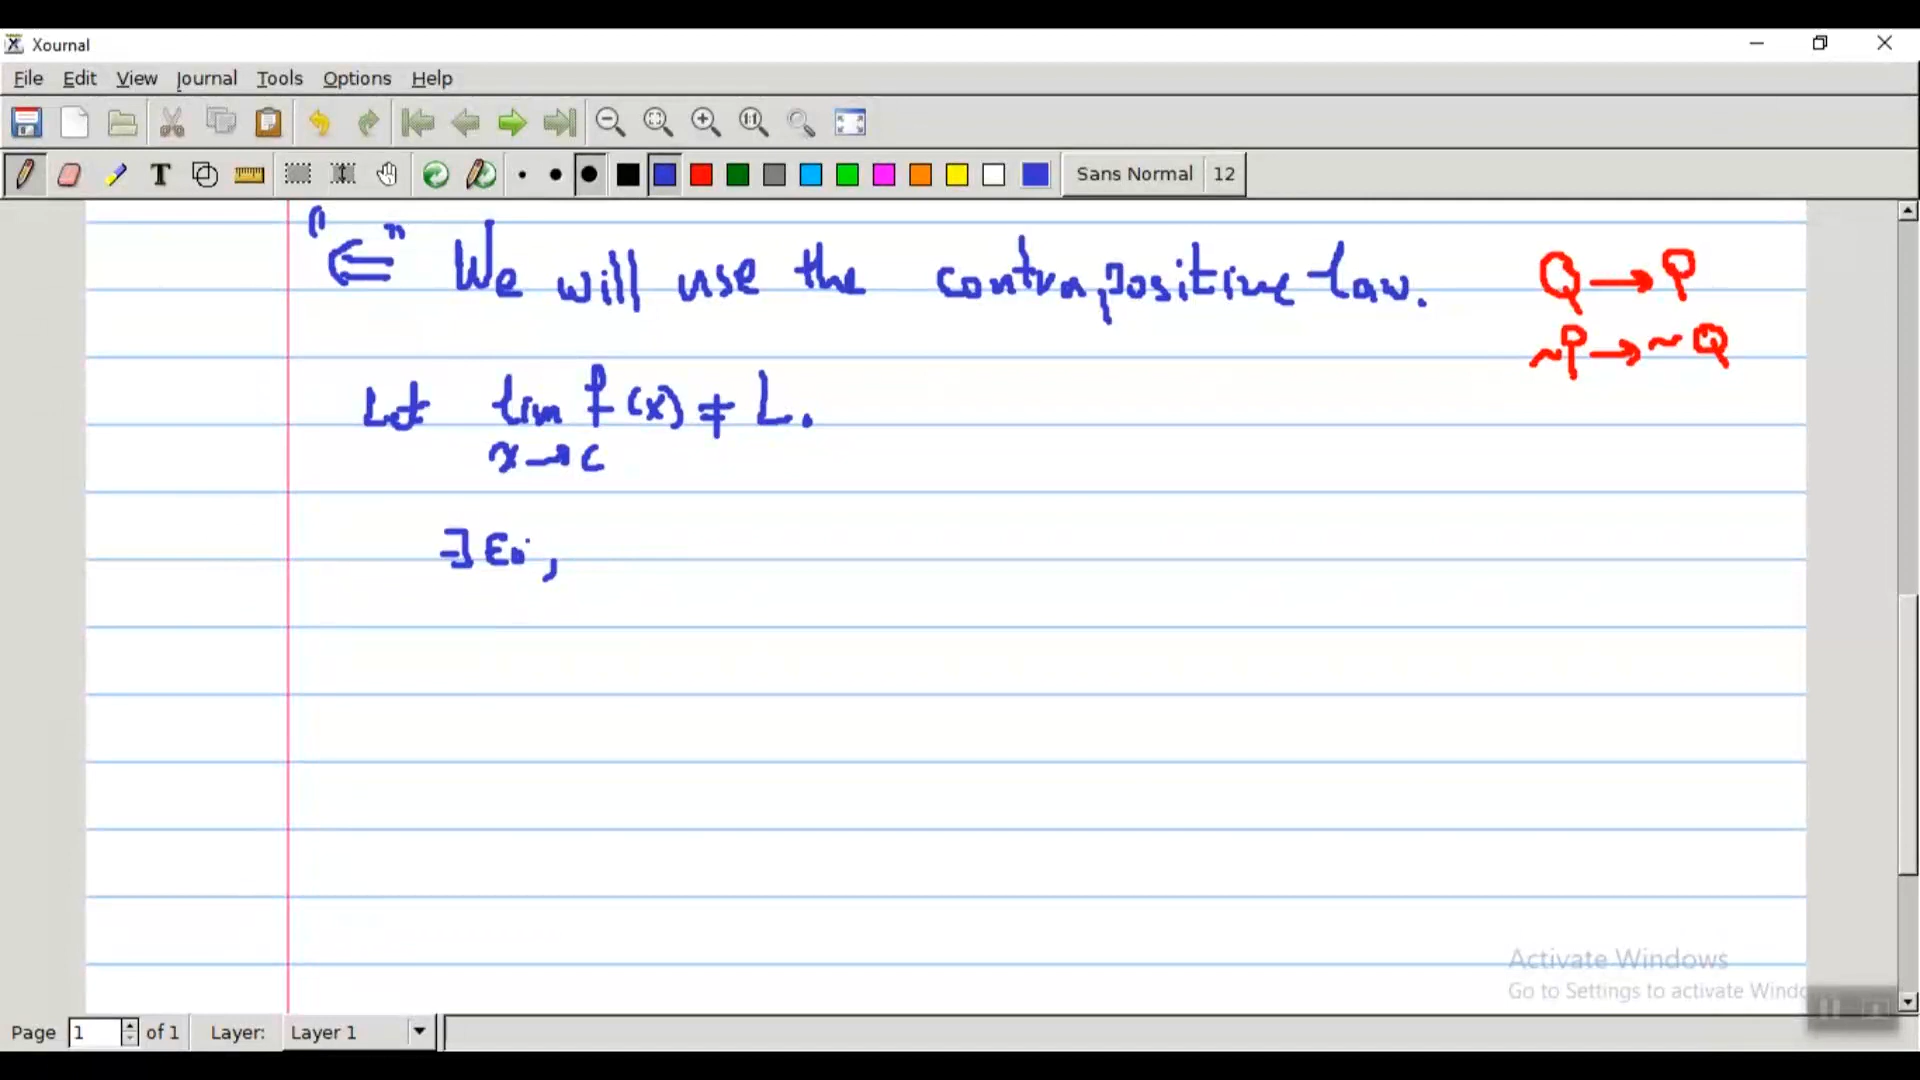 Xournal
File Edit View Journal Tools Options Help
Sans Normal 12
"⇐" We will use the contrapositive law.
Q → P
~P → ~Q
Let lim f(x) ≠ L.
x→c
∃ε₀,
Activate Windows
Go to Settings to activate Windo
Page 1 of 1 Layer: Layer 1